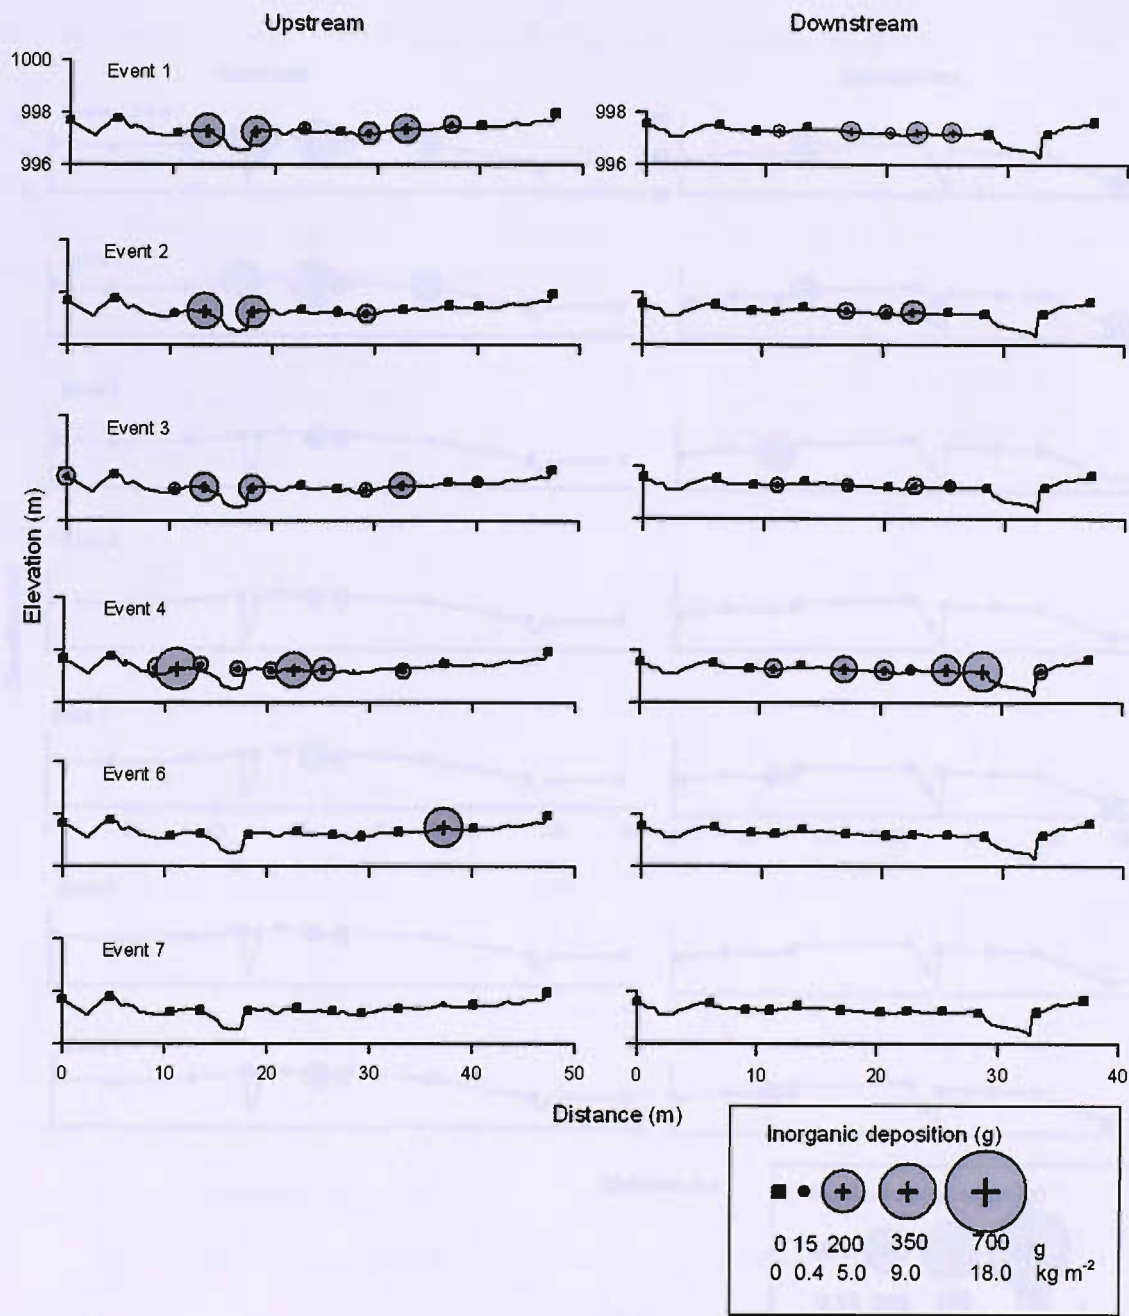 Upstream
Downstream
1000
998
996
Event 1
998
996
Event 2
Event 3
Elevation (m)
Event 4
Event 6
Event 7
0 10 20 30 40 50
0 10 20 30 40
Distance (m)
Inorganic deposition (g)
0 15 200 350 700 g
0 0.4 5.0 9.0 18.0 kg m⁻²